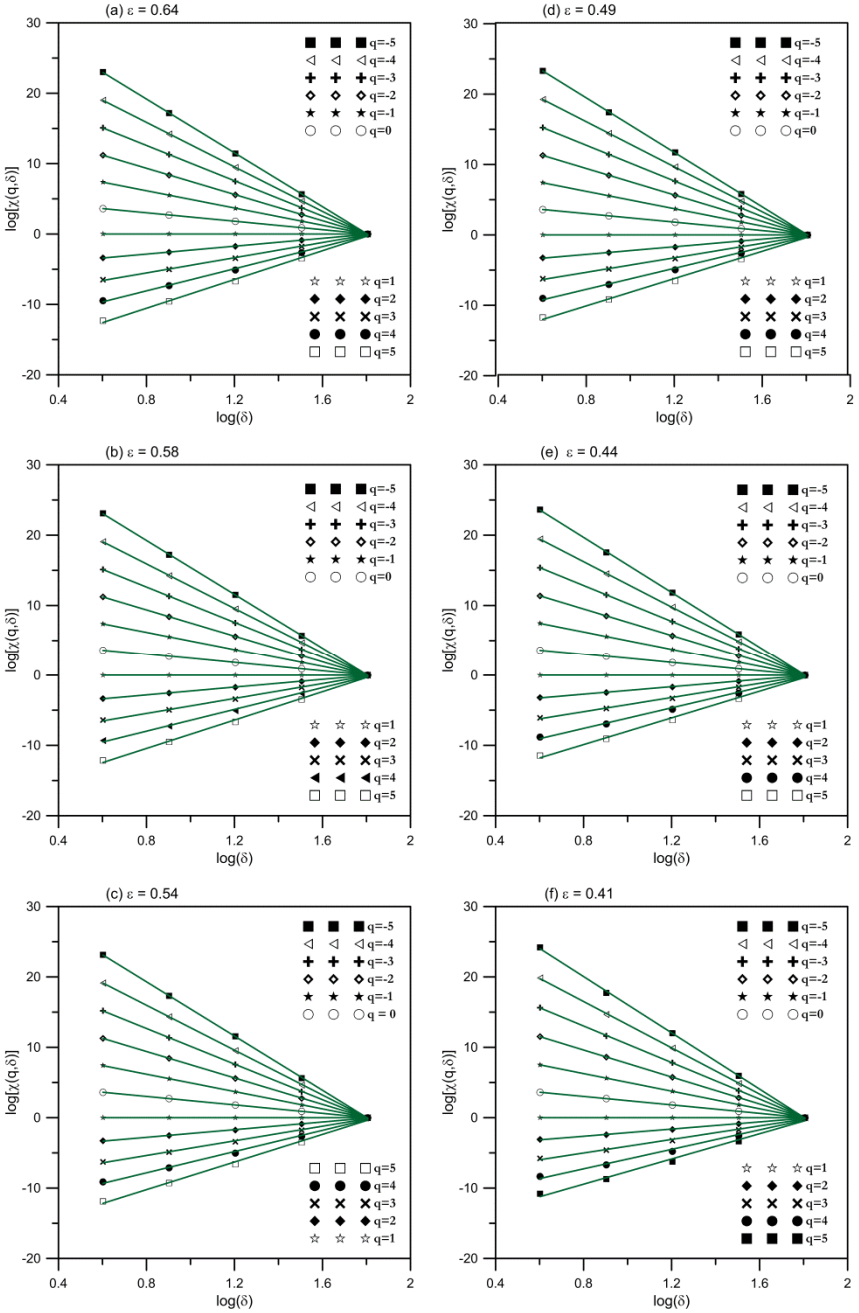 (a) ε = 0.64
30
20
10
0
-10
-20
log[χ(q,δ)]
q=-5
q=-4
q=-3
q=-2
q=-1
q=0
q=1
q=2
q=3
q=4
q=5
0.4 0.8 1.2 1.6 2
log(δ)
(d) ε = 0.49
30
20
10
0
-10
-20
log[χ(q,δ)]
q=-5
q=-4
q=-3
q=-2
q=-1
q=0
q=1
q=2
q=3
q=4
q=5
0.4 0.8 1.2 1.6 2
log(δ)
(b) ε = 0.58
30
20
10
0
-10
-20
log[χ(q,δ)]
q=-5
q=-4
q=-3
q=-2
q=-1
q=0
q=1
q=2
q=3
q=4
q=5
0.4 0.8 1.2 1.6 2
log(δ)
(e) ε = 0.44
30
20
10
0
-10
-20
log[χ(q,δ)]
q=-5
q=-4
q=-3
q=-2
q=-1
q=0
q=1
q=2
q=3
q=4
q=5
0.4 0.8 1.2 1.6 2
log(δ)
(c) ε = 0.54
30
20
10
0
-10
-20
log[χ(q,δ)]
q=-5
q=-4
q=-3
q=-2
q=-1
q = 0
q=5
q=4
q=3
q=2
q=1
0.4 0.8 1.2 1.6 2
log(δ)
(f) ε = 0.41
30
20
10
0
-10
-20
log[χ(q,δ)]
q=-5
q=-4
q=-3
q=-2
q=-1
q=0
q=1
q=2
q=3
q=4
q=5
0.4 0.8 1.2 1.6 2
log(δ)